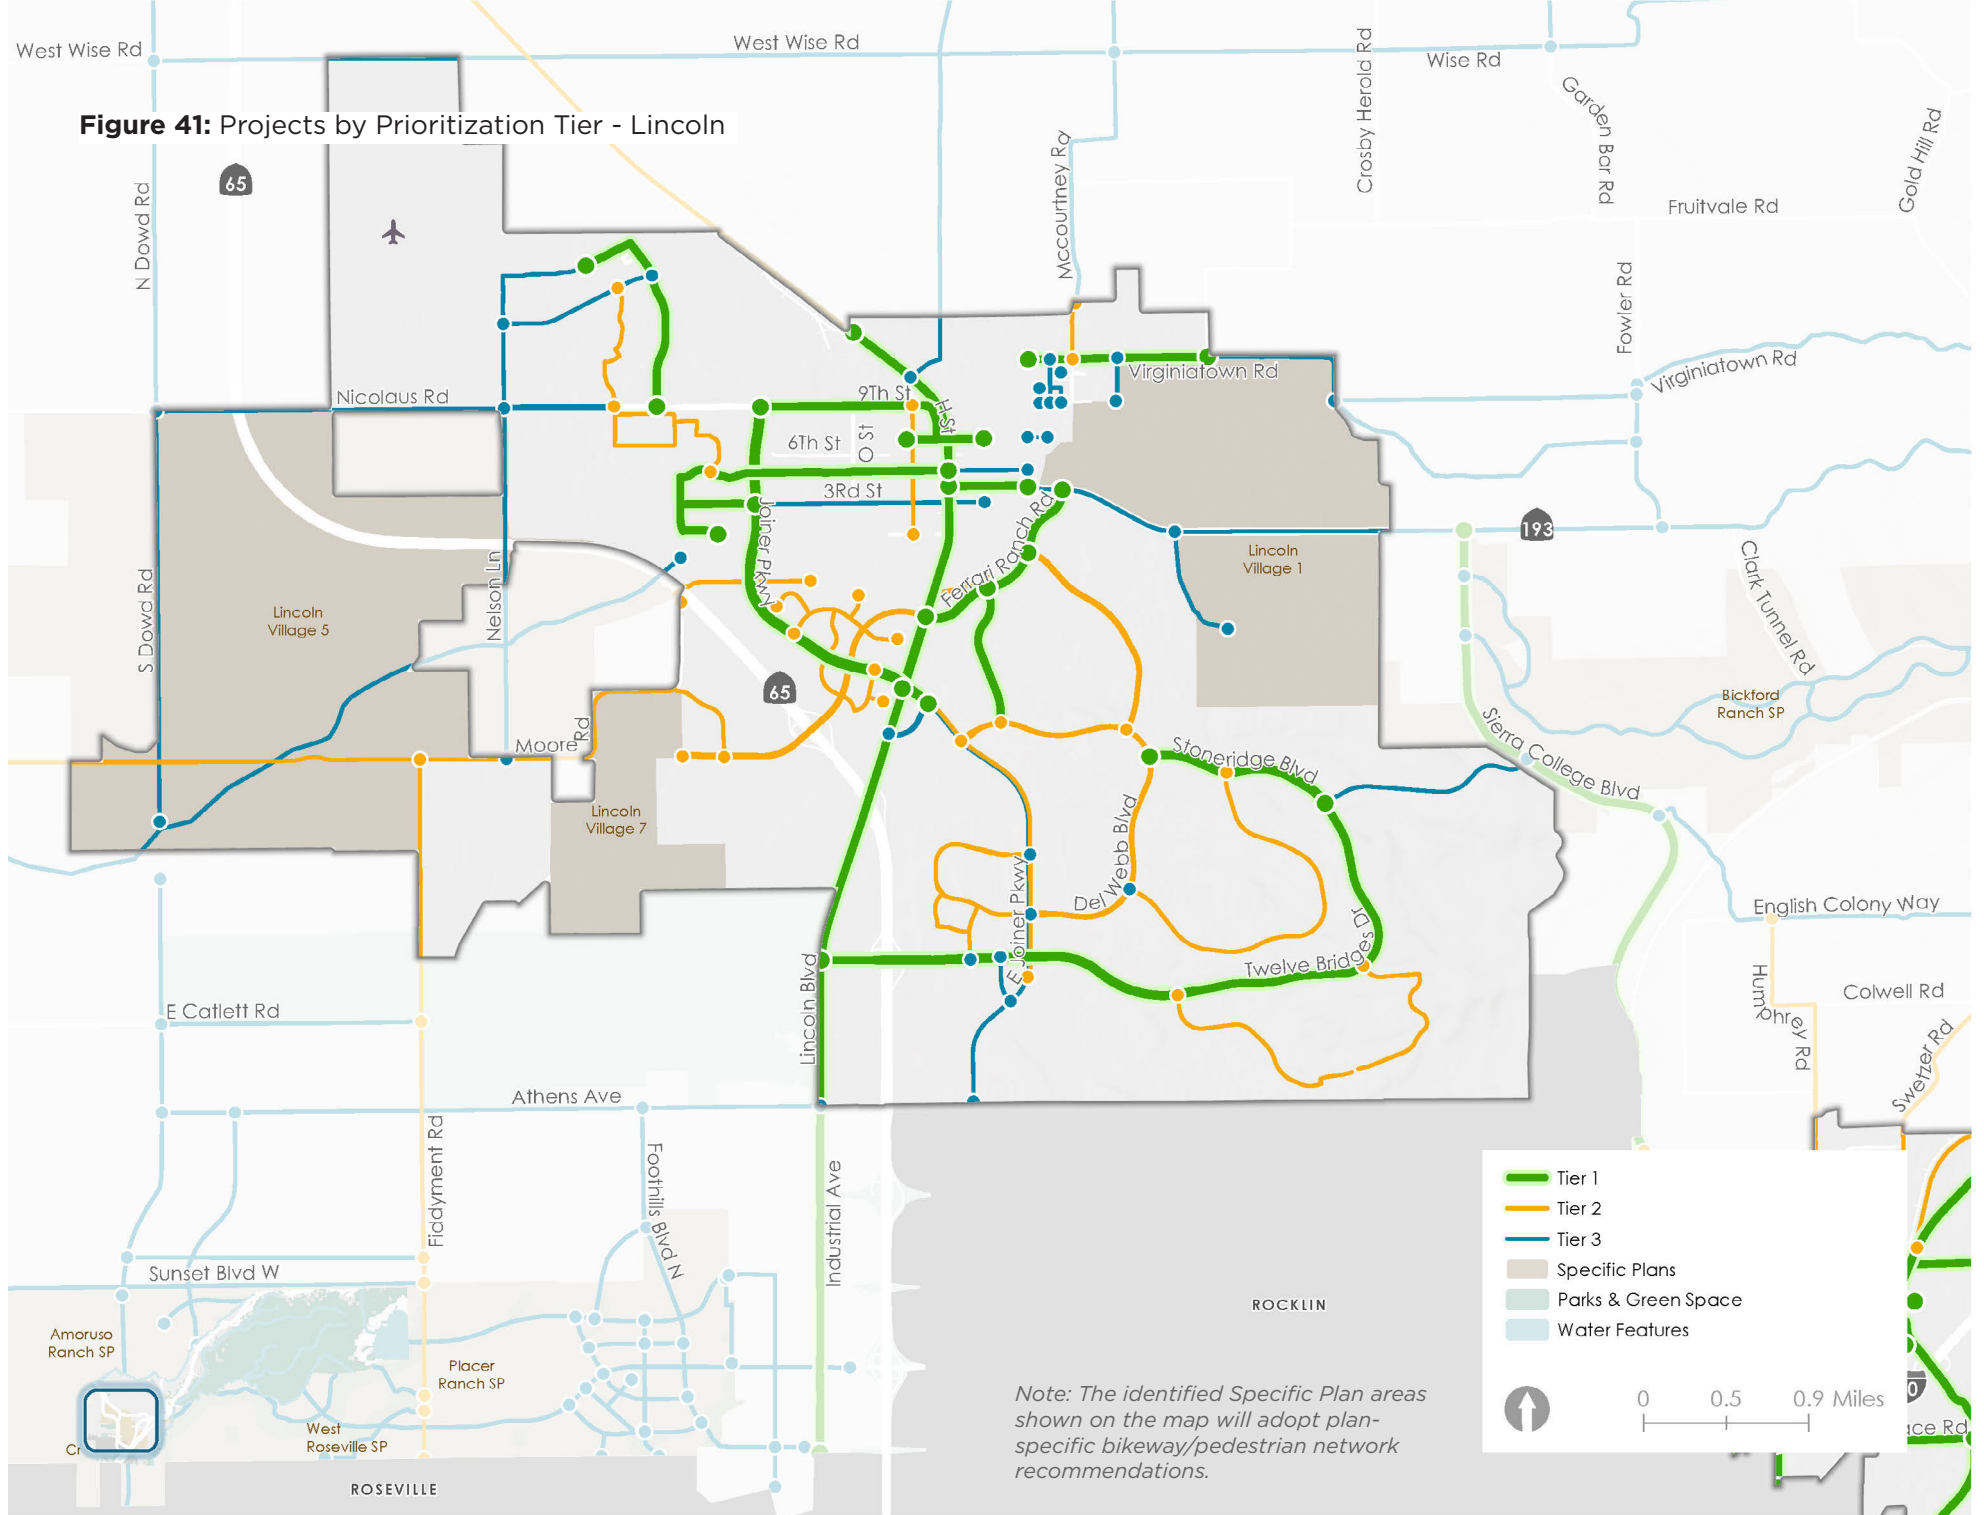 West Wise Rd
West Wise Rd
Wise Rd
Crosby Herold Rd
Garden Bar Rd
Gold Hill Rd
Figure 41: Projects by Prioritization Tier - Lincoln
65
N Dowd Rd
Mccourtney Rd
Fruitvale Rd
Fowler Rd
Virginiatown Rd
Virginiatown Rd
Nicolaus Rd
9Th St
H St
6Th St
O St
3Rd St
Joiner Pkwy
Ferrari Ranch Rd
193
Lincoln
Village 1
Clark Tunnel Rd
Lincoln
Village 5
Nelson Ln
S Dowd Rd
65
Bickford
Ranch SP
Moore Rd
Stoneridge Blvd
Sierra College Blvd
Lincoln
Village 7
Del Webb Blvd
E Joiner Pkwy
English Colony Way
Twelve Bridges Dr
Lincoln Blvd
Humphrey Rd
Colwell Rd
Swetzer Rd
E Catlett Rd
Athens Ave
Fiddyment Rd
Foothills Blvd N
Industrial Ave
Sunset Blvd W
Amoruso
Ranch SP
Placer
Ranch SP
West
Roseville SP
Cr
ROSEVILLE
ROCKLIN
Note: The identified Specific Plan areas
shown on the map will adopt plan-
specific bikeway/pedestrian network
recommendations.
Tier 1
Tier 2
Tier 3
Specific Plans
Parks & Green Space
Water Features
0 0.5 0.9 Miles
0
ace Rd